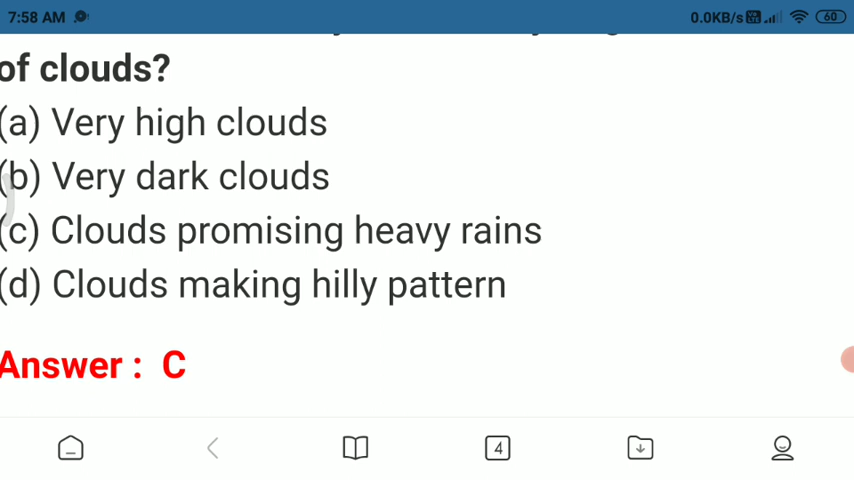 7:58 AM
0.0KB/s 60
of clouds?
(a) Very high clouds
(b) Very dark clouds
(c) Clouds promising heavy rains
(d) Clouds making hilly pattern
Answer : C
4